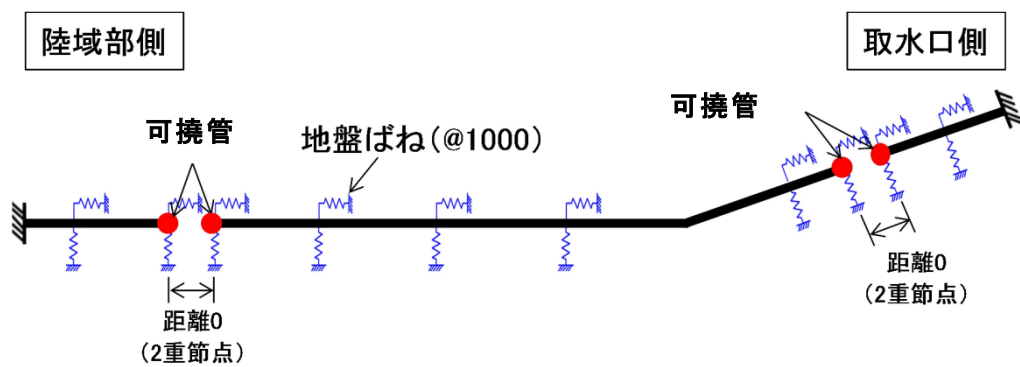 陸域部側
取水口側
可撓管
地盤ばね(@1000)
可撓管
距離0
(2重節点)
距離0
(2重節点)